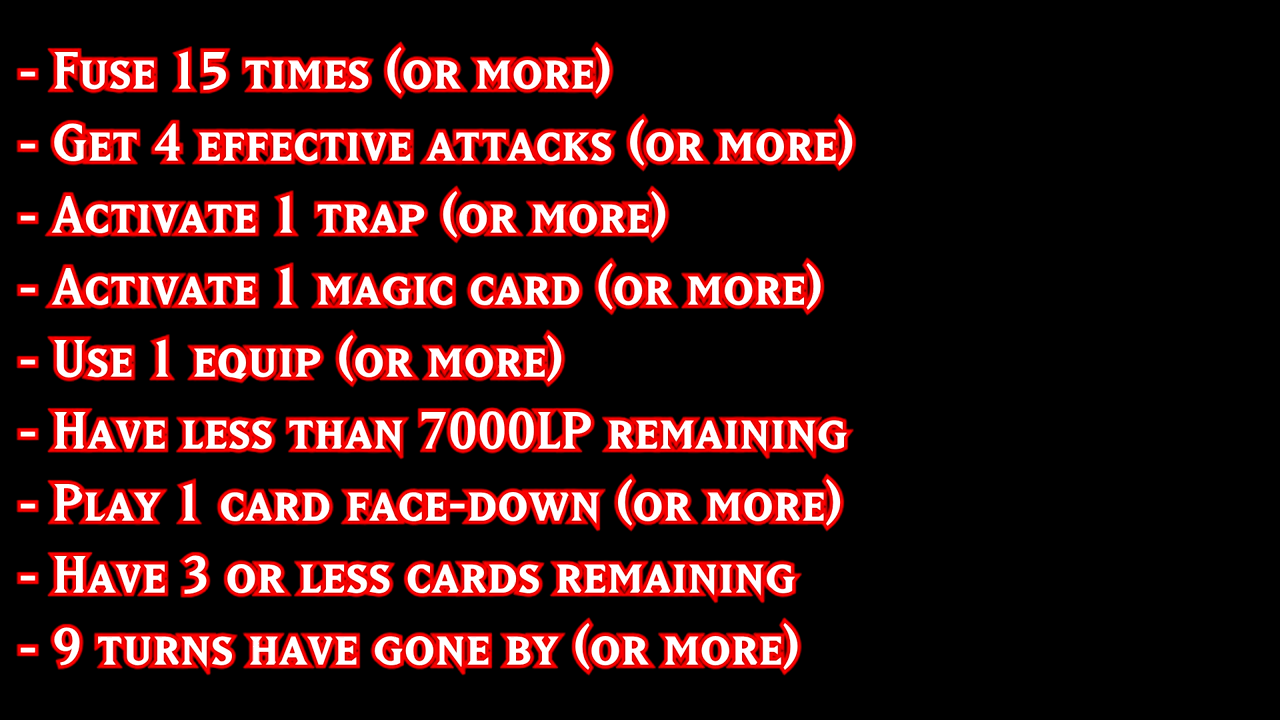 - Fuse 15 times (or more)
- Get 4 effective attacks (or more)
- Activate 1 trap (or more)
- Activate 1 magic card (or more)
- Use 1 equip (or more)
- Have less than 7000LP remaining
- Play 1 card face-down (or more)
- Have 3 or less cards remaining
- 9 turns have gone by (or more)